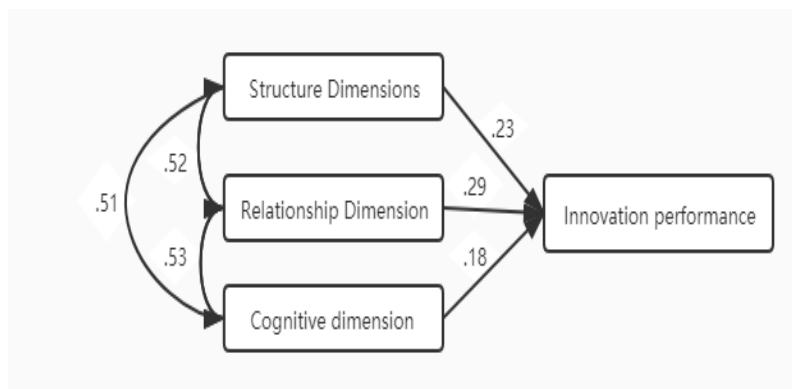 Structure Dimensions
.23
.52
.29
.51
Relationship Dimension
Innovation performance
.53
.18
Cognitive dimension